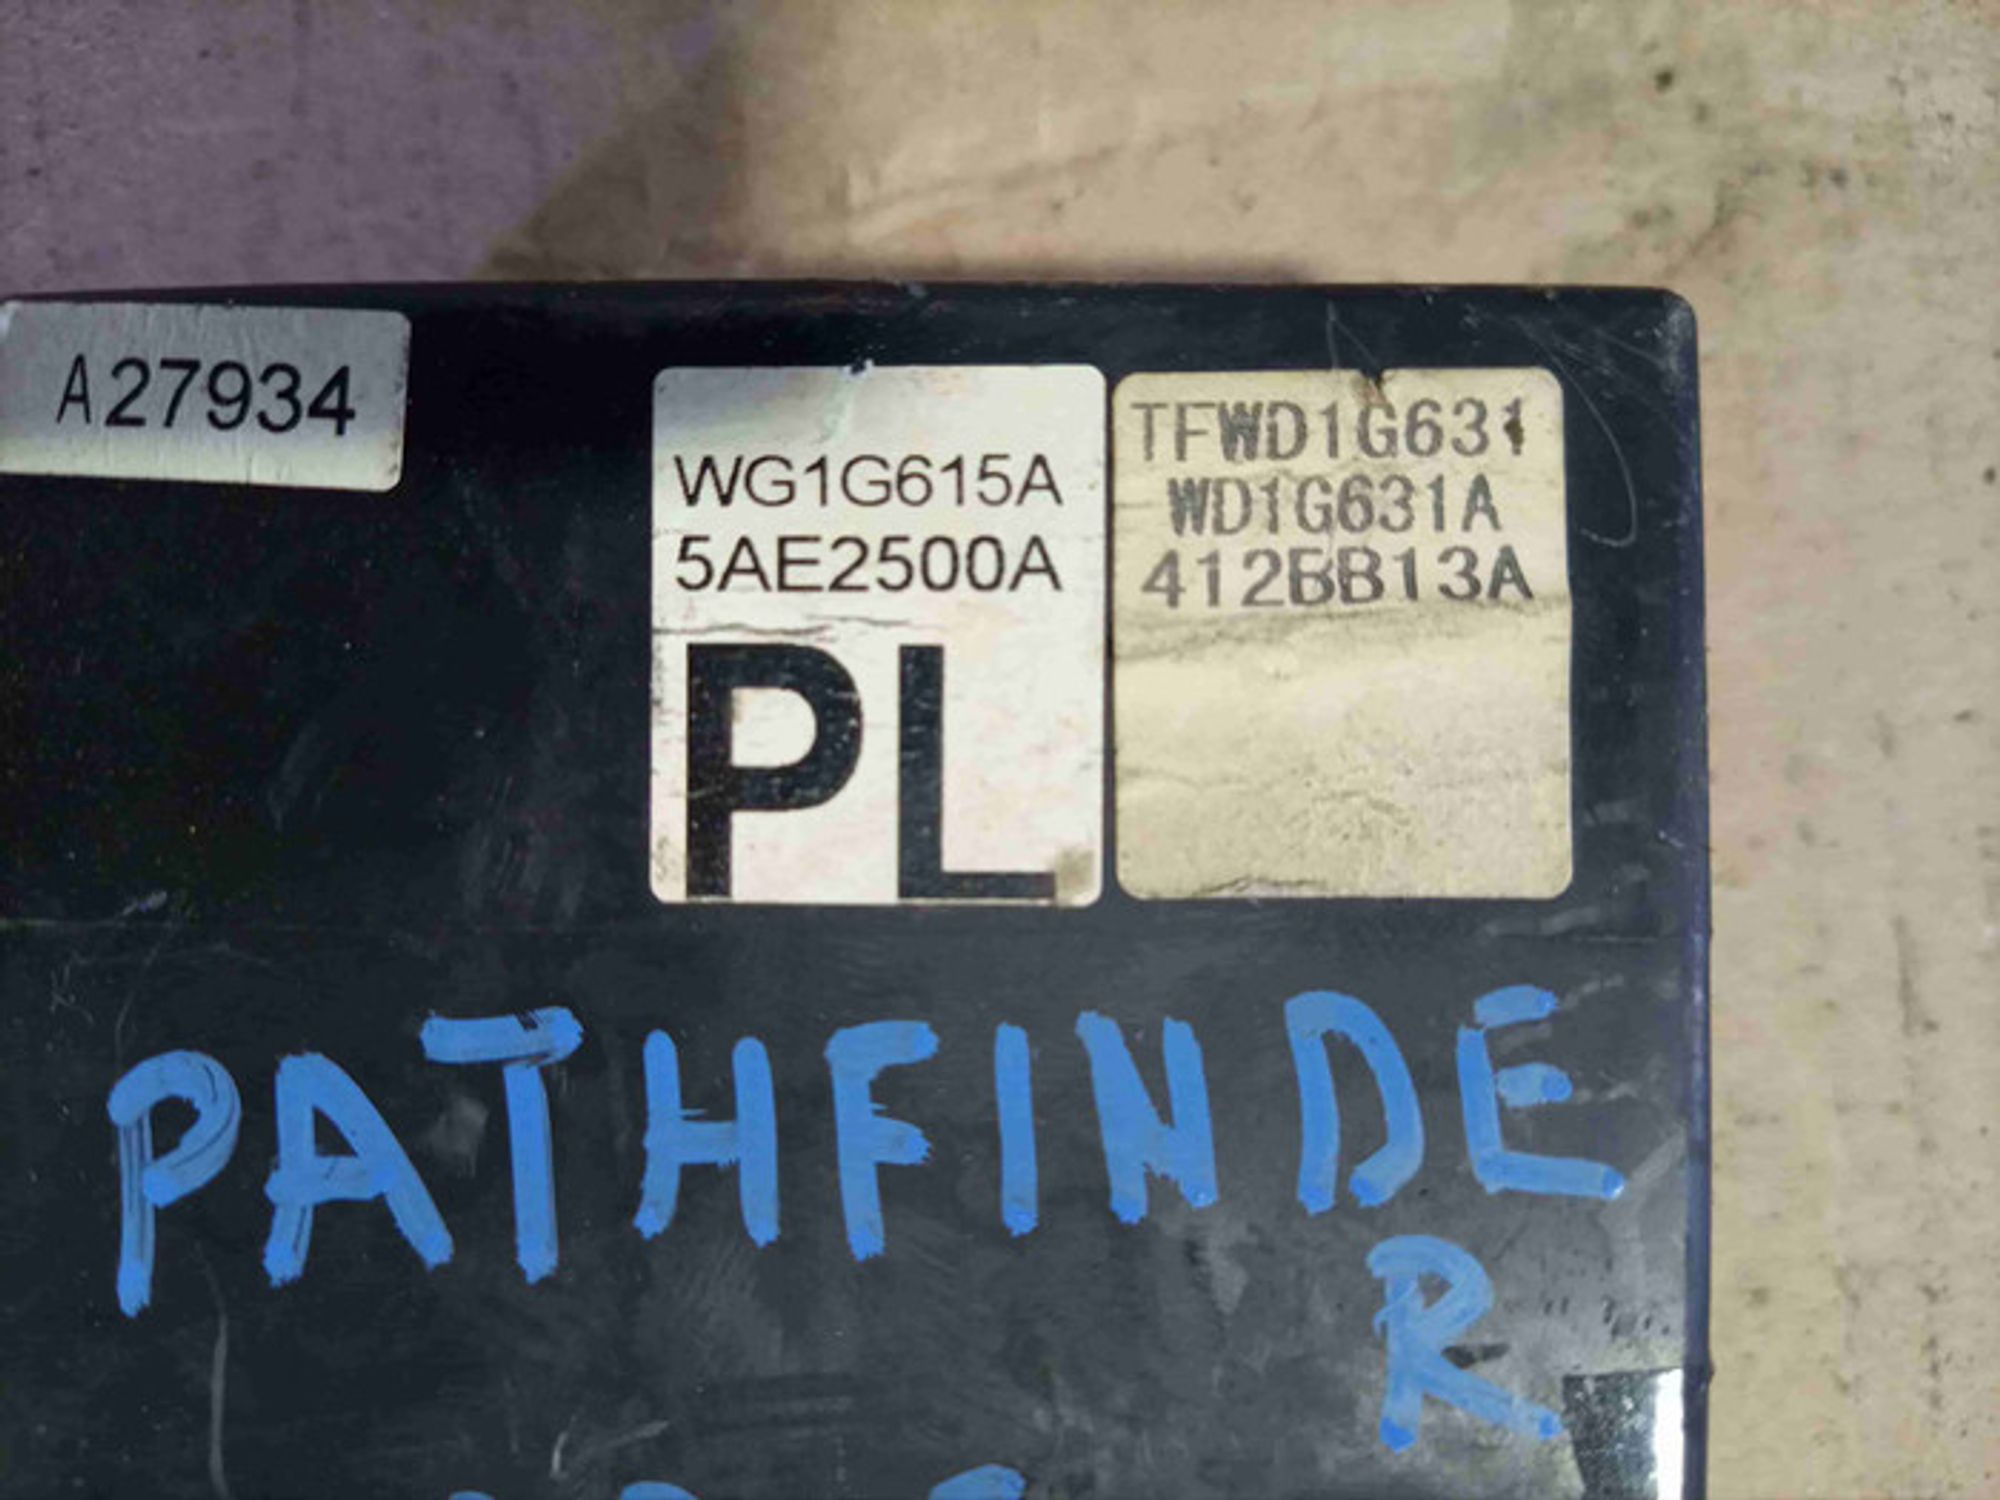 A27934
WG1G615A
5AE2500A
PL
TFWD1G631
WD1G631A
412BB13A
PATHFINDE
R